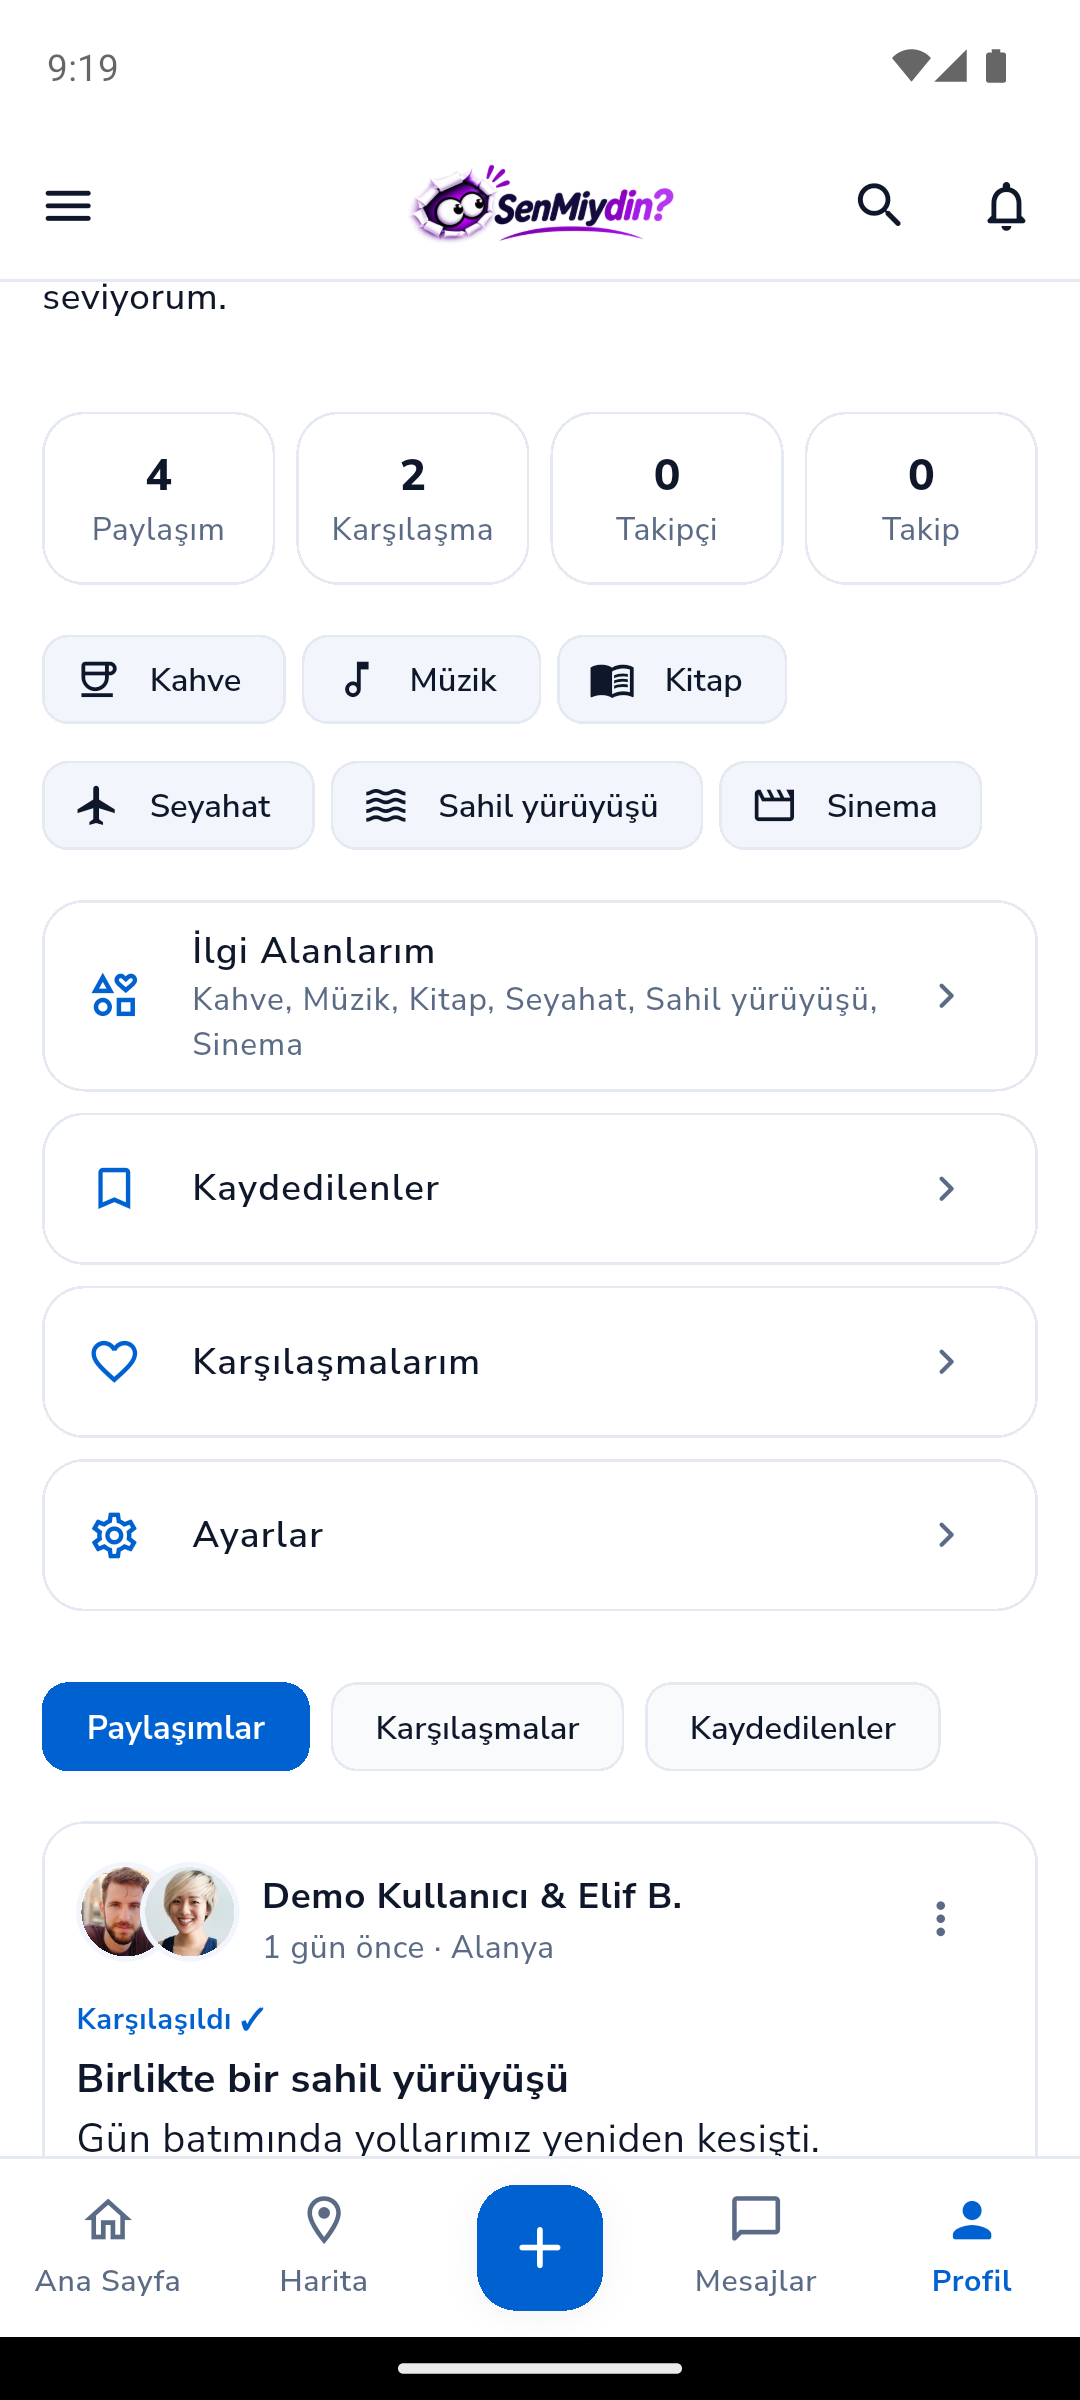 9:19
SenMiydin?
seviyorum.
4
Paylaşım
2
Karşılaşma
0
Takipçi
0
Takip
Kahve
Müzik
Kitap
Seyahat
Sahil yürüyüşü
Sinema
İlgi Alanlarım
Kahve, Müzik, Kitap, Seyahat, Sahil yürüyüşü,
Sinema
Kaydedilenler
Karşılaşmalarım
Ayarlar
Paylaşımlar
Karşılaşmalar
Kaydedilenler
Demo Kullanıcı & Elif B.
1 gün önce · Alanya
Karşılaşıldı ✓
Birlikte bir sahil yürüyüşü
Gün batımında yollarımız yeniden kesişti.
Ana Sayfa
Harita
Mesajlar
Profil